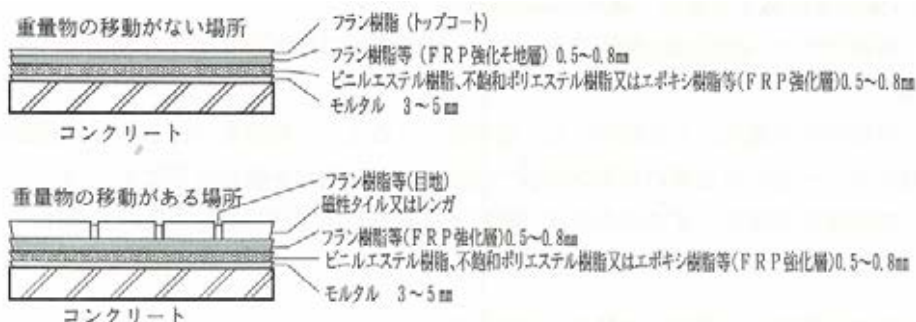 重量物の移動がない場所
フラン樹脂(トップコート)
フラン樹脂等(FRP強化そ地層)0.5~0.8㎜
ビニルエステル樹脂、不飽和ポリエステル樹脂又はエポキシ樹脂等(FRP強化層)0.5~0.8㎜
モルタル 3~5㎜
コンクリート
重量物の移動がある場所
フラン樹脂等(目地)
磁性タイル又はレンガ
フラン樹脂等(FRP強化層)0.5~0.8㎜
ビニルエステル樹脂、不飽和ポリエステル樹脂又はエポキシ樹脂等(FRP強化層)0.5~0.8㎜
モルタル 3~5㎜
コンクリート